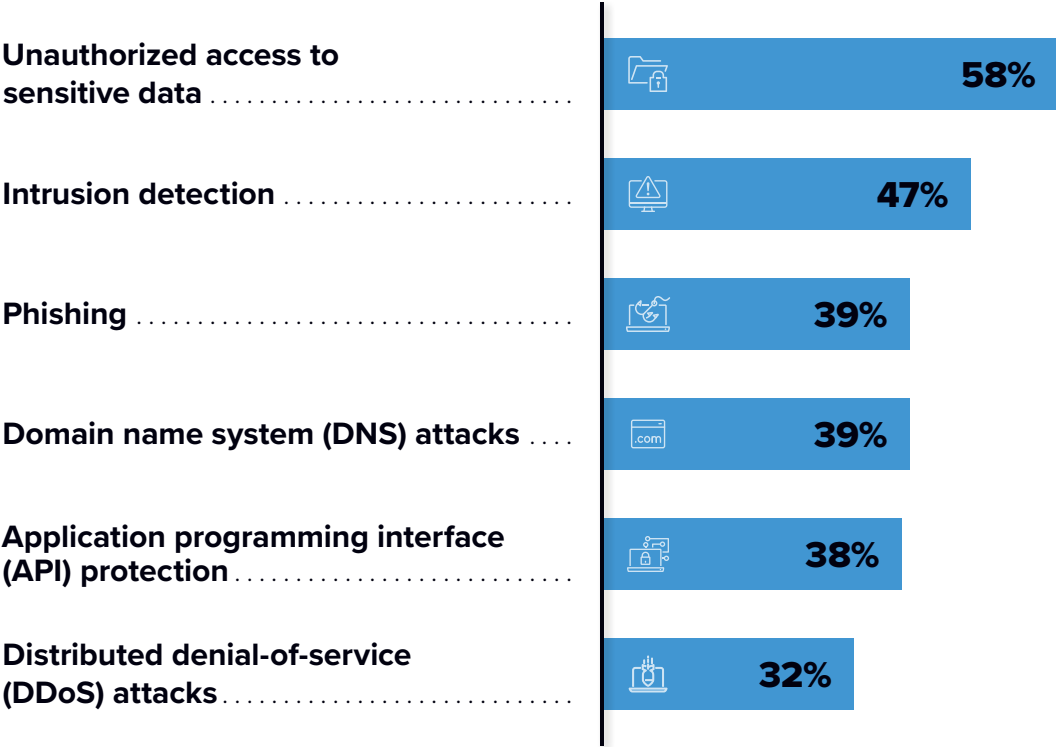 Unauthorized access to
sensitive data 58%
Intrusion detection 47%
Phishing 39%
Domain name system (DNS) attacks .com 39%
Application programming interface
(API) protection 38%
Distributed denial-of-service
(DDoS) attacks 32%